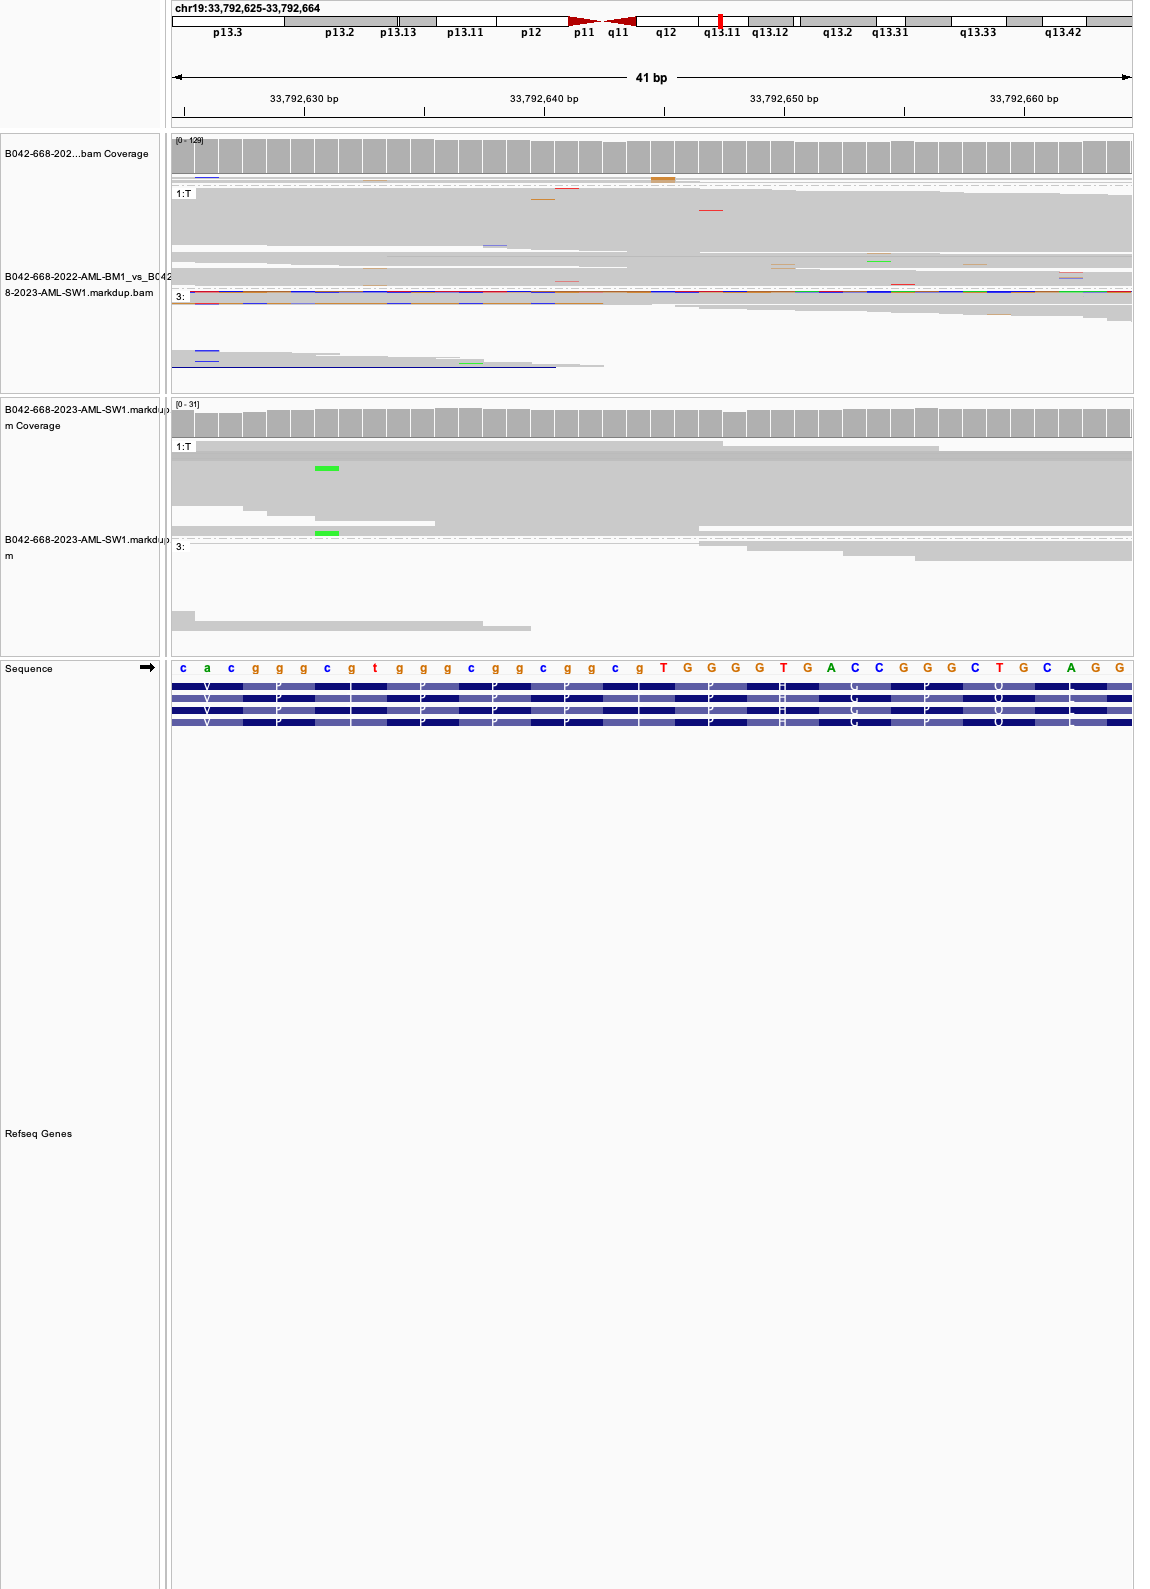 chr19:33,792,625-33,792,664
p13.3 p13.2 p13.13 p13.11 p12 p11 q11 q12 q13.11 q13.12 q13.2 q13.31 q13.33 q13.42
41 bp
33,792,630 bp 33,792,640 bp 33,792,650 bp 33,792,660 bp
[0 - 129]
B042-668-202...bam Coverage
1:T
B042-668-2022-AML-BM1_vs_B042
8-2023-AML-SW1.markdup.bam
3:
[0 - 31]
B042-668-2023-AML-SW1.markdup
m Coverage
1:T
B042-668-2023-AML-SW1.markdup
m
3:
Sequence
c a c g g g c g t g g g c g g c g g c g T G G G G T G A C C G G G C T G C A G G
V P I P P P I P H G P Q L
V P I P P P I P H G P Q L
V P I P P P I P H G P Q L
V P I P P P I P H G P Q L
Refseq Genes